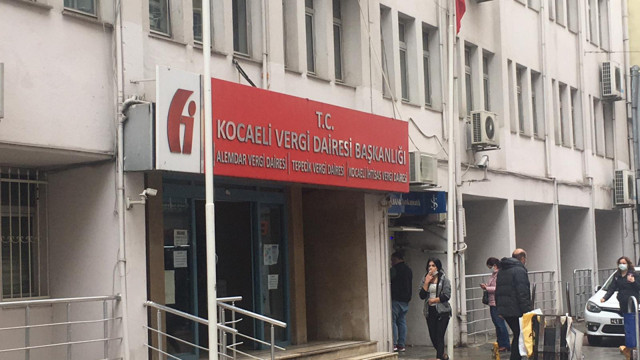 T.C.
KOCAELİ VERGİ DAİRESİ BAŞKANLIĞI
ALEMDAR VERGİ DAİRESİ | TEPECİK VERGİ DAİRESİ | KOCAELİ İHTİSAS VERGİ DAİRESİ